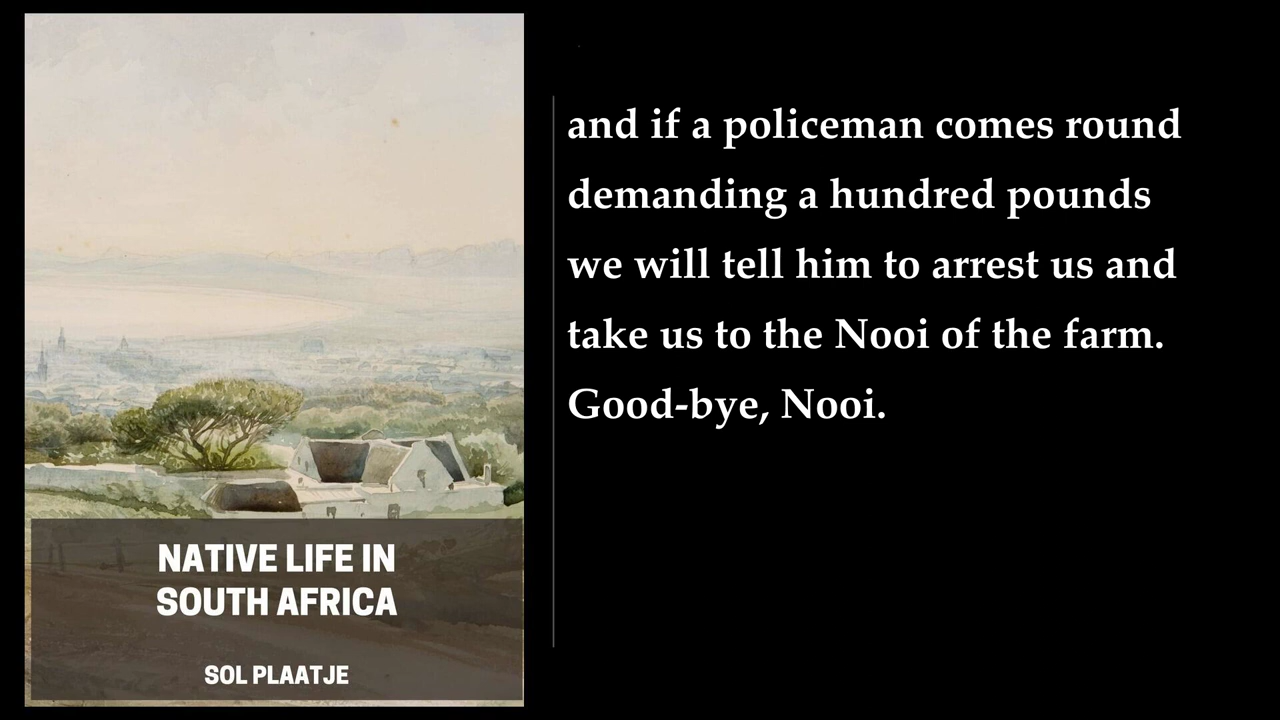 NATIVE LIFE IN
SOUTH AFRICA
SOL PLAATJE
and if a policeman comes round
demanding a hundred pounds
we will tell him to arrest us and
take us to the Nooi of the farm.
Good-bye, Nooi.